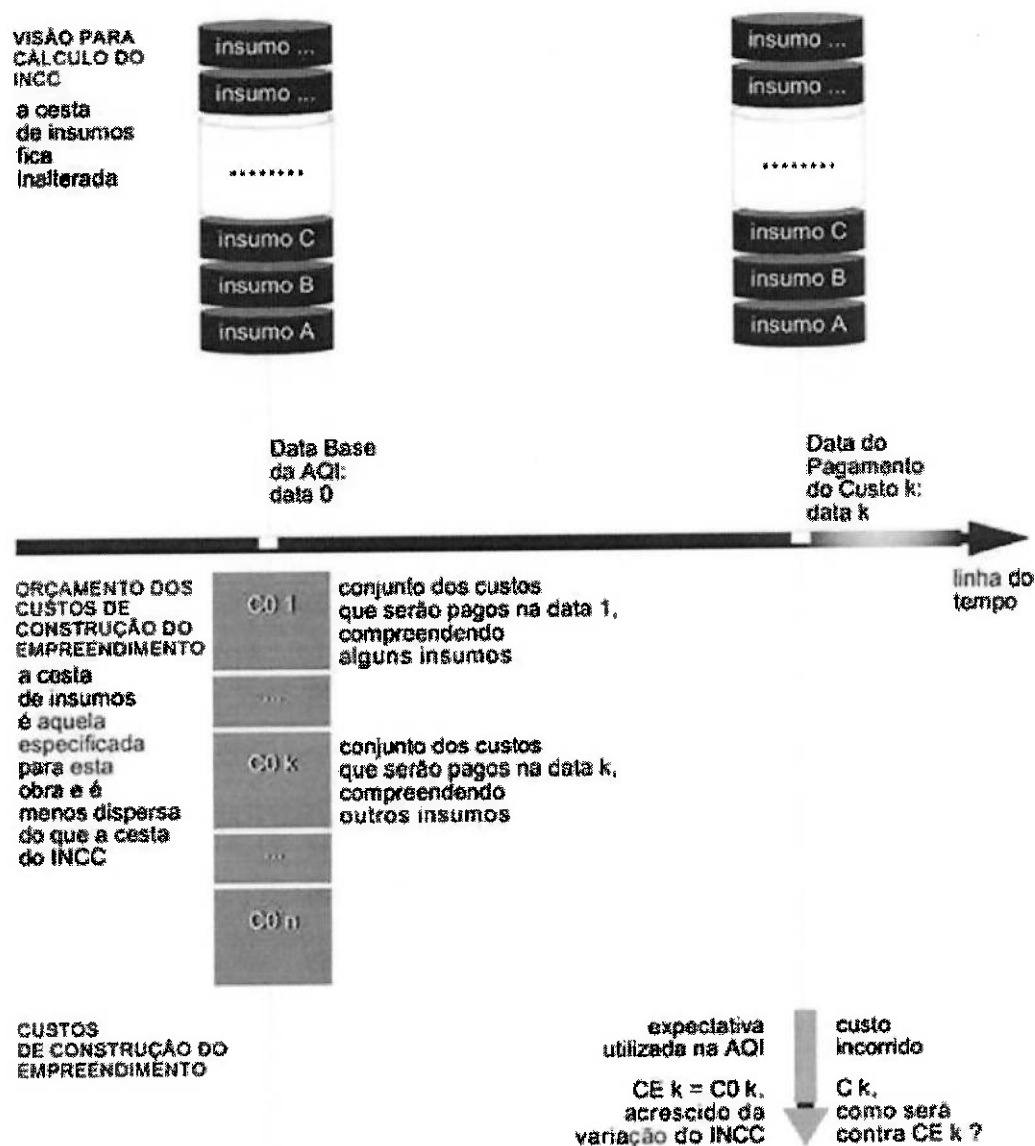 VISÃO PARA
CÁLCULO DO
INCC
a cesta
de insumos
fica
inalterada
insumo ...
insumo ...
........
insumo C
insumo B
insumo A
insumo ...
insumo ...
........
insumo C
insumo B
insumo A
Data Base
da AQI:
data 0
Data do
Pagamento
do Custo k:
data k
linha do
tempo
ORÇAMENTO DOS
CUSTOS DE
CONSTRUÇÃO DO
EMPREENDIMENTO
a cesta
de insumos
é aquela
especificada
para esta
obra e é
menos dispersa
do que a cesta
do INCC
C0 1
...
C0 k
...
C0 n
conjunto dos custos
que serão pagos na data 1,
compreendendo
alguns insumos
conjunto dos custos
que serão pagos na data k,
compreendendo
outros insumos
CUSTOS
DE CONSTRUÇÃO DO
EMPREENDIMENTO
expectativa
utilizada na AQI
CE k = C0 k,
acrescido da
variação do INCC
custo
incorrido
C k,
como será
contra CE k ?